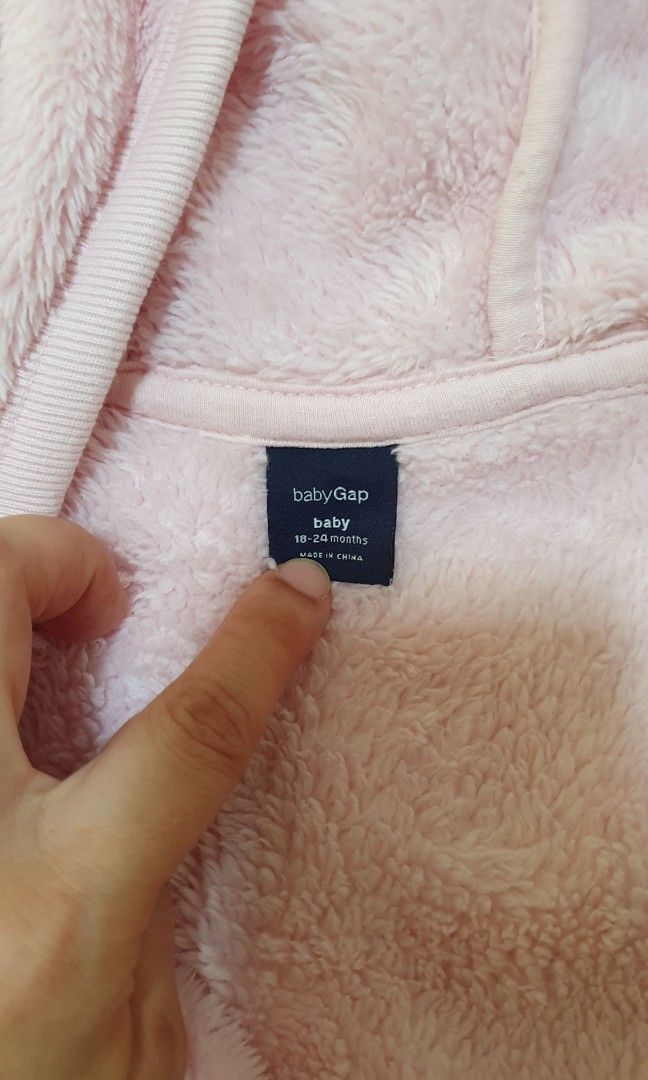 babyGap
baby
18-24 months
MADE IN CHINA